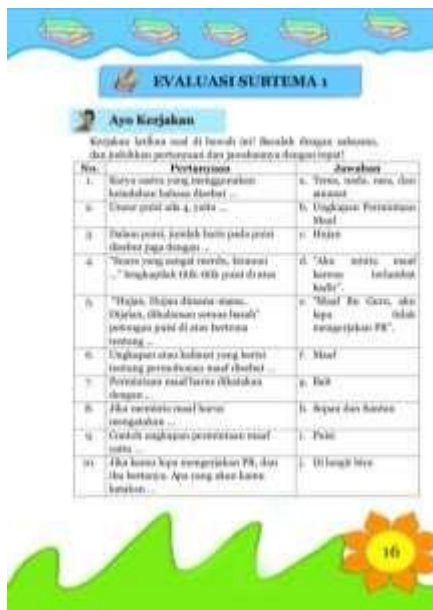 EVALUASI SUBTEMA 1
Ayo Kerjakan
Kerjakan latihan soal di bawah ini! Bacalah dengan seksama,
dan jodohkan pertanyaan dan jawabannya dengan tepat!
No. Pertanyaan Jawaban
1. Karya sastra yang menggunakan
keindahan bahasa disebut ...
a. Tema, nada, rasa, dan
amanat
2. Unsur puisi ada 4, yaitu ...
b. Ungkapan Permintaan
Maaf
3. Dalam puisi, jumlah baris pada puisi
disebut juga dengan ...
c. Hujan
4. "Suara yang sangat merdu,
..." lengkapilah titik-titik puisi di atas
d. "Aku minta maaf
karena terlambat
hadir".
5. "Hujan, Hujan dimana-mana..
semua basah"
potongan puisi di atas bertema
tentang ...
e. "Maaf Bu Guru, aku
lupa tidak
mengerjakan PR".
6. Ungkapan atau kalimat yang berisi
tentang permohonan maaf disebut ...
f. Maaf
7. Permintaan maaf harus dikatakan
dengan ...
g. Bait
8. Jika meminta maaf harus
mengatakan ...
h. Sopan dan Santun
9. Contoh ungkapan permintaan maaf
yaitu ...
i. Puisi
10. Jika kamu lupa mengerjakan PR, dan
ibu bertanya. Apa yang akan kamu
katakan ...
j. Di langit biru
16